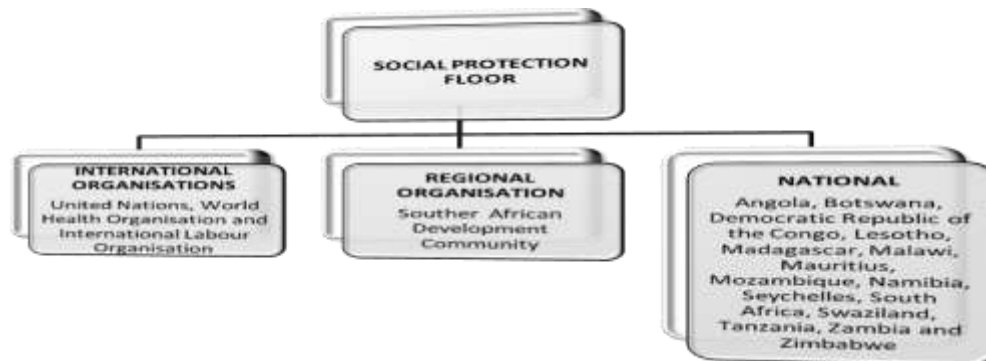 SOCIAL PROTECTION
FLOOR
INTERNATIONAL
ORGANISATIONS
United Nations, World
Health Organisation and
International Labour
Organisation
REGIONAL
ORGANISATION
Souther African
Development
Community
NATIONAL
Angola, Botswana,
Democratic Republic of
the Congo, Lesotho,
Madagascar, Malawi,
Mauritius,
Mozambique, Namibia,
Seychelles, South
Africa, Swaziland,
Tanzania, Zambia and
Zimbabwe